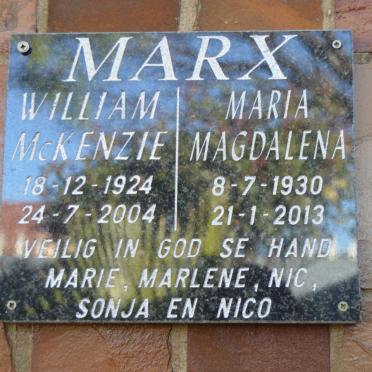 MARX
WILLIAM MARIA
McKENZIE MAGDALENA
18-12-1924 8-7-1930
24-7-2004 21-1-2013
VEILIG IN GOD SE HAND
MARIE, MARLENE, NIC,
SONJA EN NICO